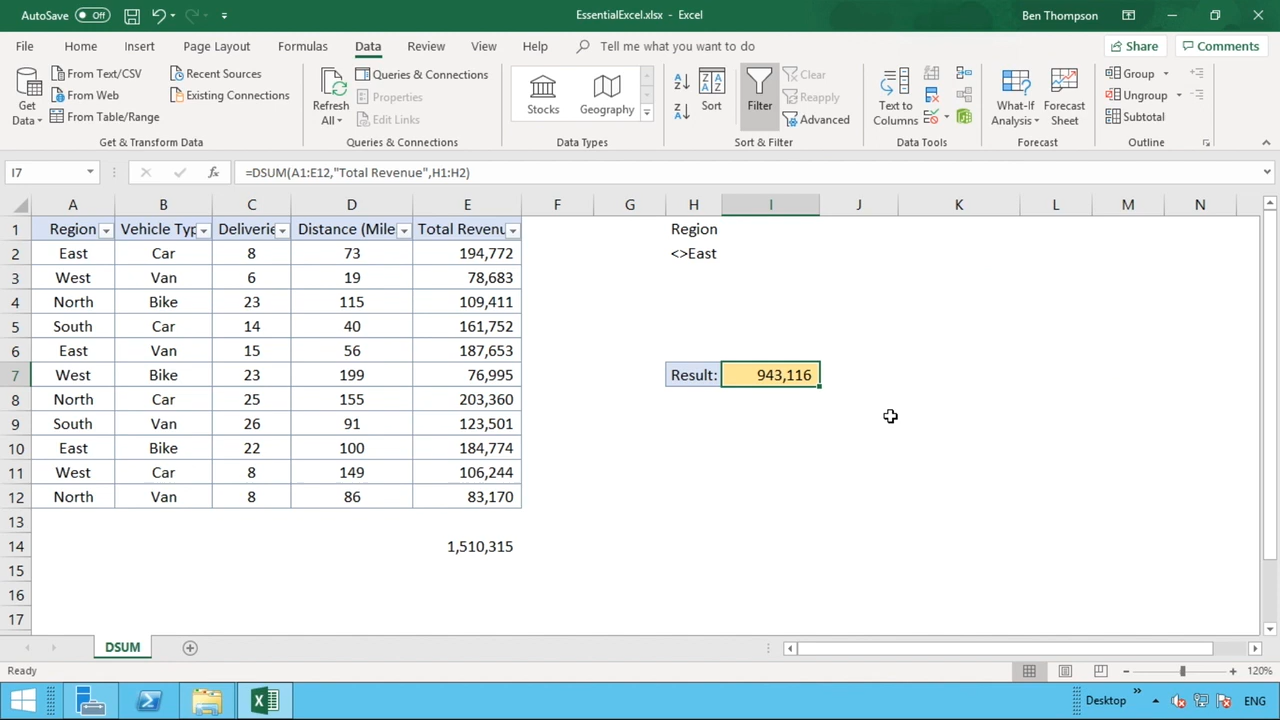 AutoSave Off EssentialExcel.xlsx - Excel Ben Thompson
File Home Insert Page Layout Formulas Data Review View Help Tell me what you want to do Share Comments
Get Data
From Text/CSV
From Web
From Table/Range
Recent Sources
Existing Connections
Get & Transform Data
Refresh All
Queries & Connections
Properties
Edit Links
Queries & Connections
Stocks Geography
Data Types
Sort
Filter
Clear
Reapply
Advanced
Sort & Filter
Text to Columns
Data Tools
What-If Analysis
Forecast Sheet
Forecast
Group
Ungroup
Subtotal
Outline
I7 fx =DSUM(A1:E12,"Total Revenue",H1:H2)
A B C D E F G H I J K L M N
1 Region Vehicle Typ Deliverie Distance (Mile Total Revenu Region
2 East Car 8 73 194,772 <>East
3 West Van 6 19 78,683
4 North Bike 23 115 109,411
5 South Car 14 40 161,752
6 East Van 15 56 187,653
7 West Bike 23 199 76,995 Result: 943,116
8 North Car 25 155 203,360
9 South Van 26 91 123,501
10 East Bike 22 100 184,774
11 West Car 8 149 106,244
12 North Van 8 86 83,170
13
14 1,510,315
15
16
17
DSUM
Ready 120%
Desktop ENG